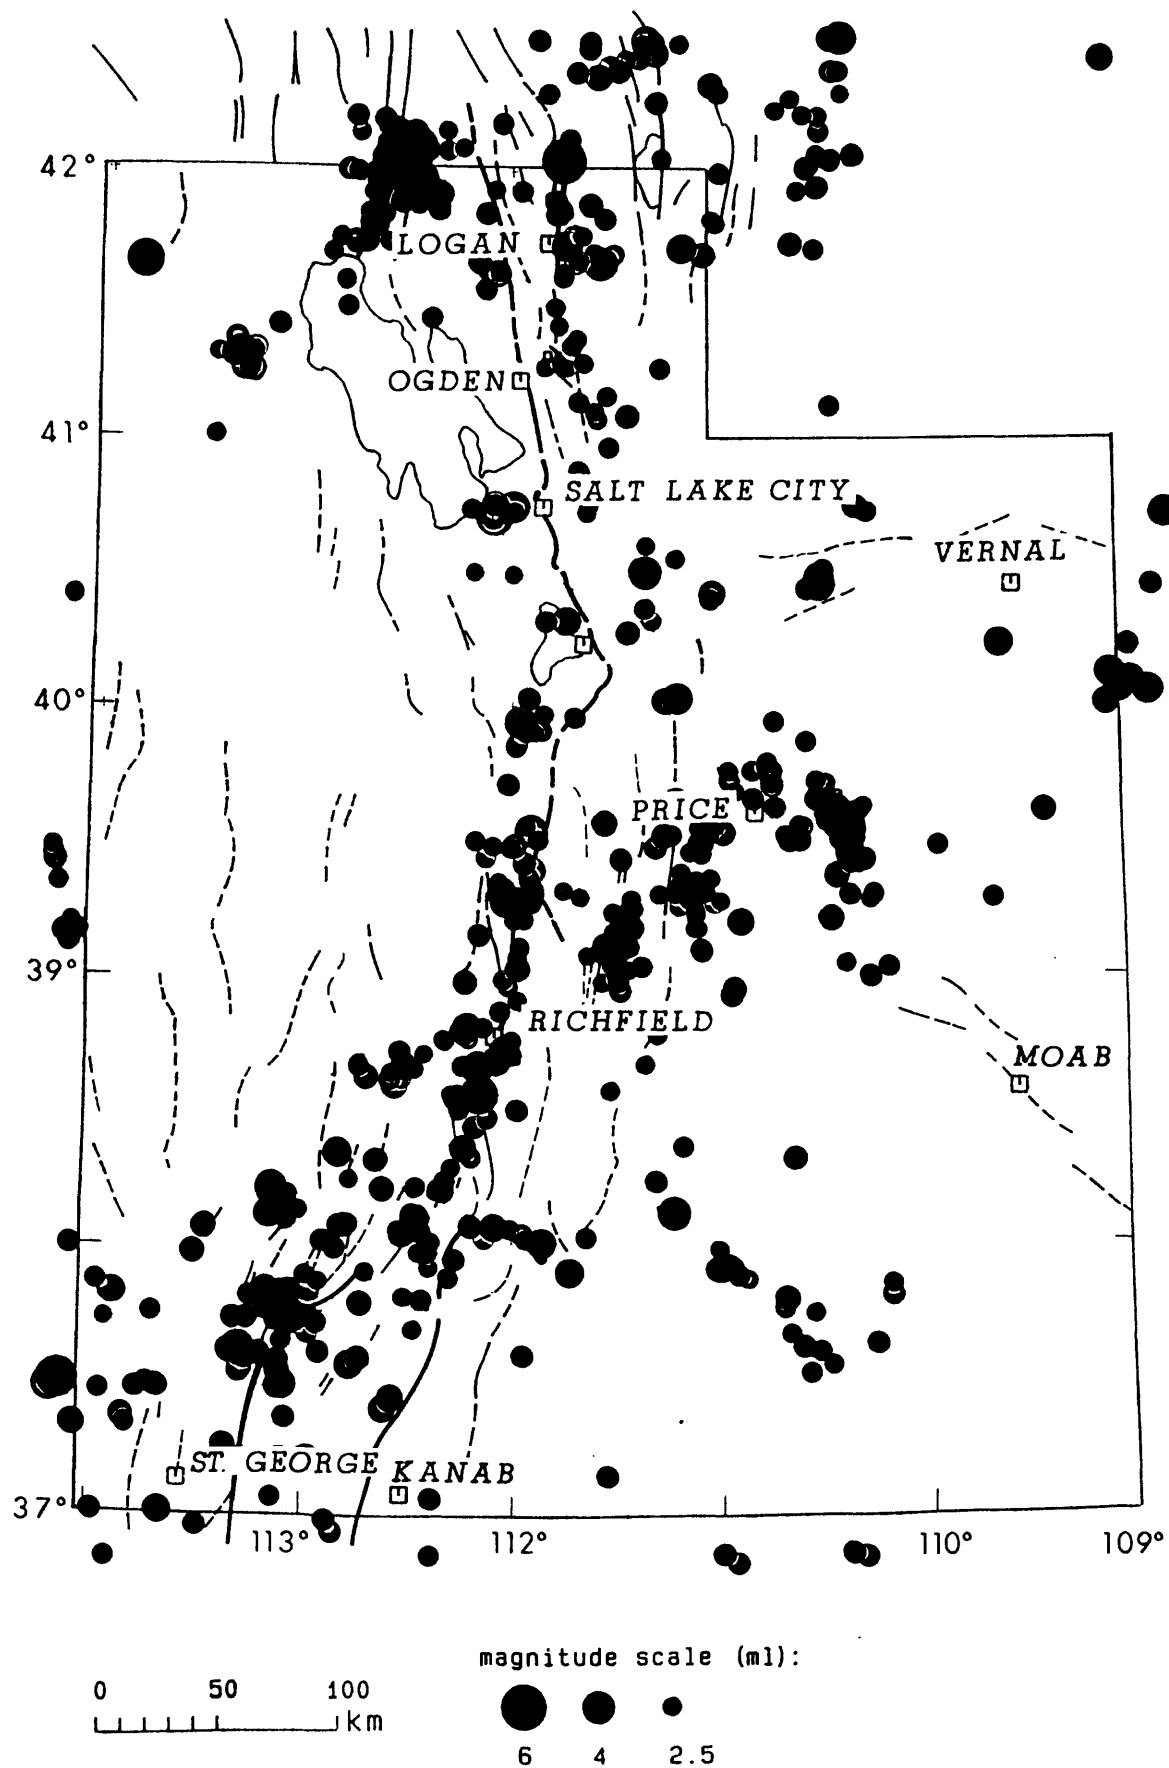 42°
LOGAN
OGDEN
41°
SALT LAKE CITY
VERNAL
40°
PRICE
39°
RICHFIELD
MOAB
ST. GEORGE
KANAB
37°
113°
112°
110°
109°
magnitude scale (ml):
0 50 100
km
6 4 2.5